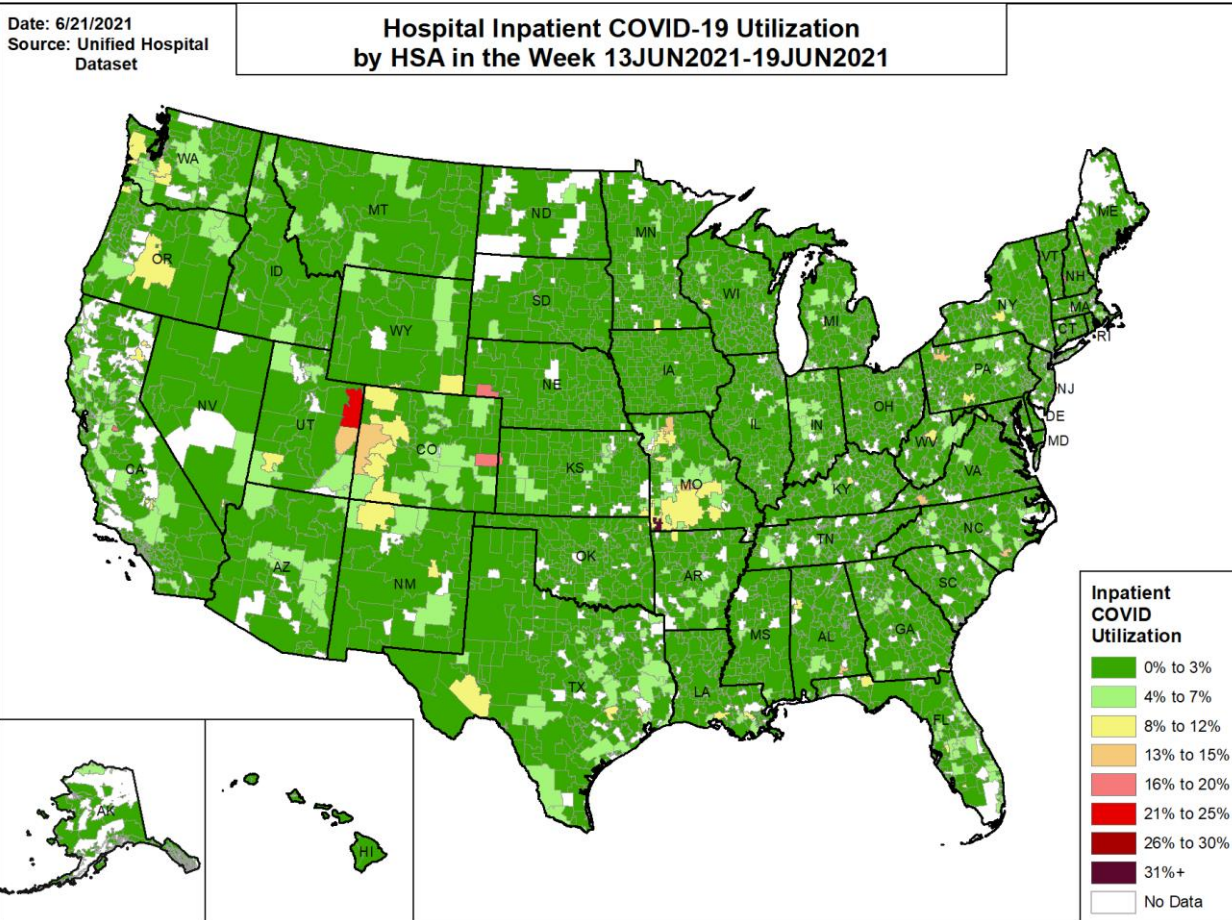 Date: 6/21/2021
Source: Unified Hospital
Dataset
Hospital Inpatient COVID-19 Utilization
by HSA in the Week 13JUN2021-19JUN2021
WA
MT
ND
MN
ME
OR
ID
WY
SD
WI
MI
VT
NH
NY
MA
CT
RI
NV
UT
CO
NE
IA
IL
IN
OH
PA
NJ
DE
MD
CA
KS
MO
KY
WV
VA
AZ
NM
OK
AR
TN
NC
SC
TX
LA
MS
AL
GA
FL
AK
HI
Inpatient
COVID
Utilization
0% to 3%
4% to 7%
8% to 12%
13% to 15%
16% to 20%
21% to 25%
26% to 30%
31%+
No Data